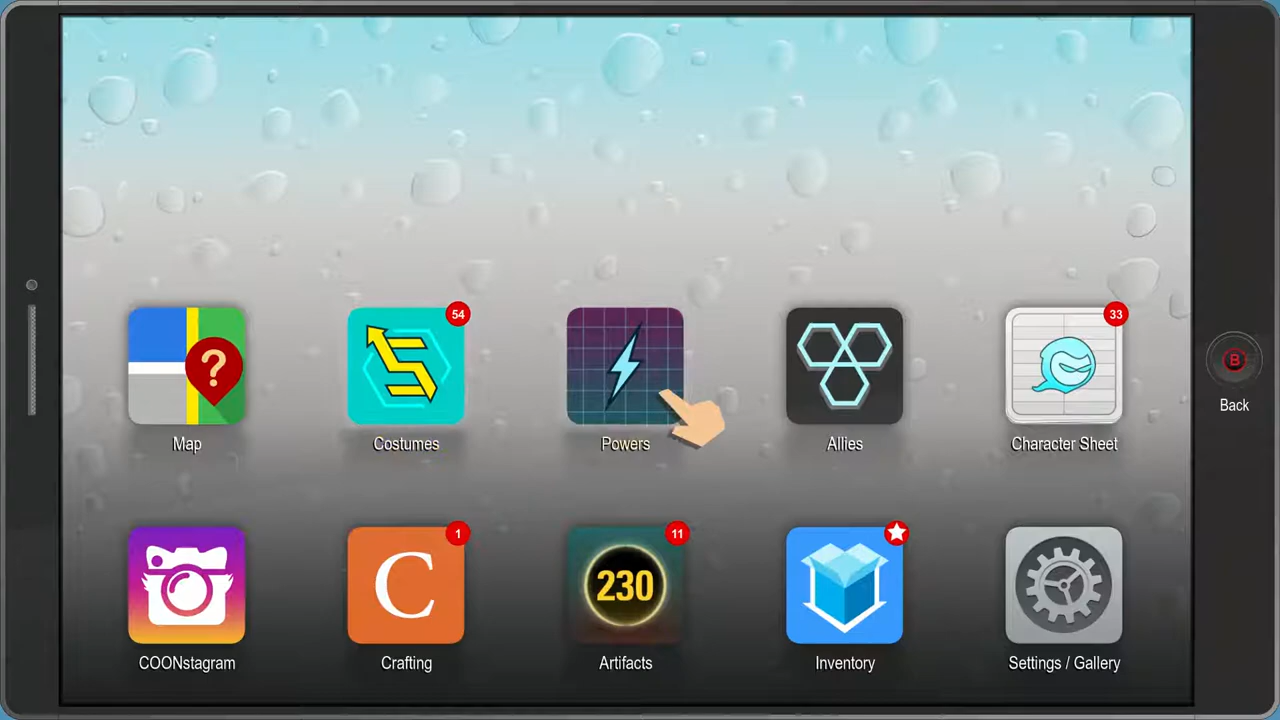 54
33
?
B
Back
Map
Costumes
Powers
Allies
Character Sheet
1
11
C
230
COONstagram
Crafting
Artifacts
Inventory
Settings / Gallery